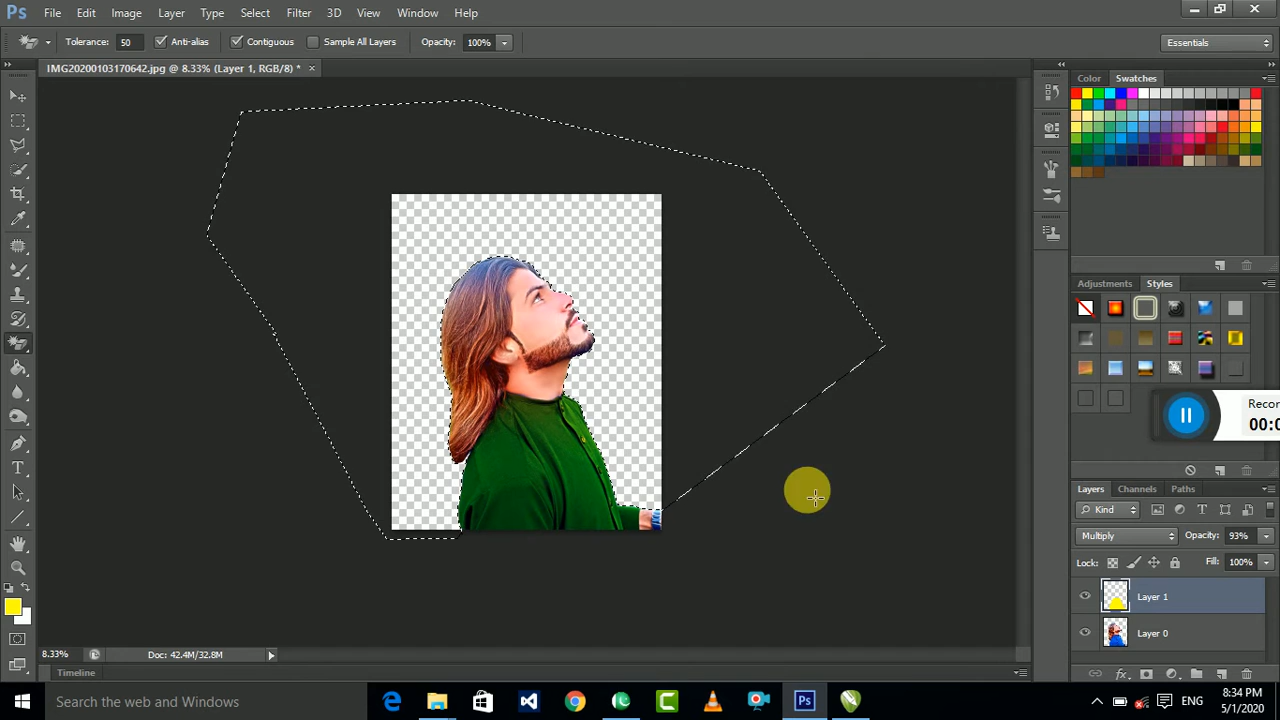 Ps File Edit Image Layer Type Select Filter 3D View Window Help
Tolerance: 50 Anti-alias Contiguous Sample All Layers Opacity: 100% Essentials
IMG20200103170642.jpg @ 8.33% (Layer 1, RGB/8) * ×
Color Swatches
Adjustments Styles
Recor
00:0
Layers Channels Paths
Kind
Multiply Opacity: 93%
Lock: Fill: 100%
Layer 1
Layer 0
8.33% Doc: 42.4M/32.8M
Timeline
Search the web and Windows
Ps
ENG
8:34 PM
5/1/2020